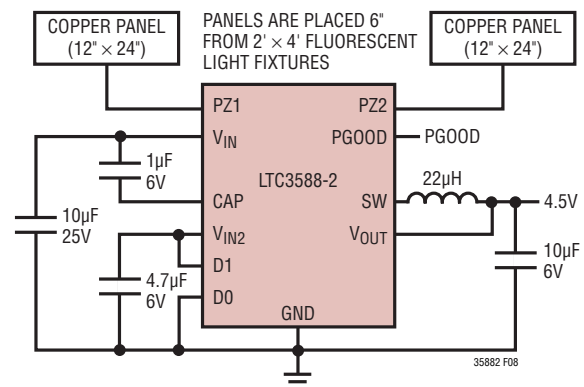 COPPER PANEL
(12" × 24")
PANELS ARE PLACED 6"
FROM 2' × 4' FLUORESCENT
LIGHT FIXTURES
COPPER PANEL
(12" × 24")
PZ1
PZ2
VIN
PGOOD
PGOOD
1µF
6V
LTC3588-2
22µH
CAP
SW
4.5V
10µF
25V
VIN2
VOUT
4.7µF
6V
D1
10µF
6V
D0
GND
35882 F08